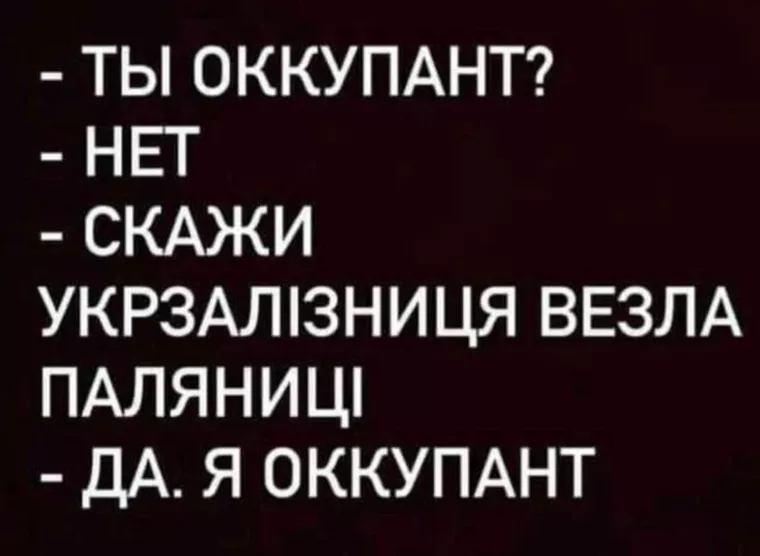 - ТЫ ОККУПАНТ?
- НЕТ
- СКАЖИ
УКРЗАЛІЗНИЦЯ ВЕЗЛА
ПАЛЯНИЦІ
- ДА. Я ОККУПАНТ